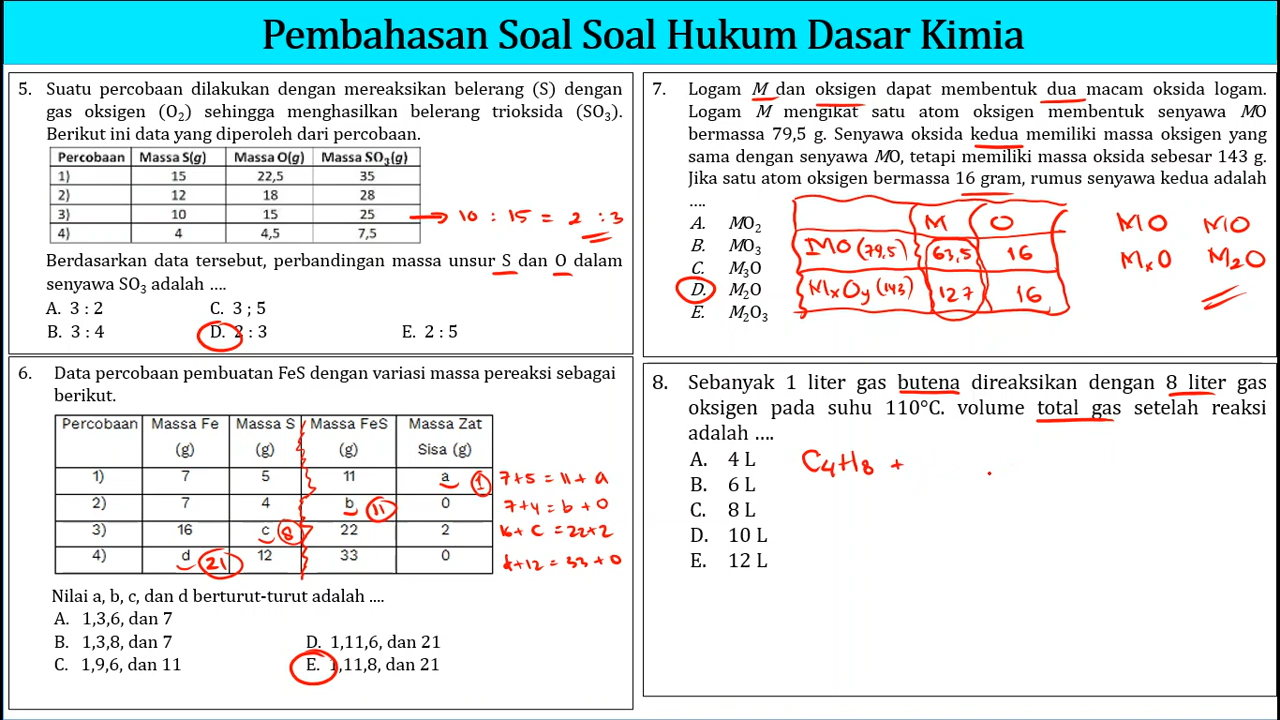 Pembahasan Soal Soal Hukum Dasar Kimia
5. Suatu percobaan dilakukan dengan mereaksikan belerang (S) dengan
gas oksigen (O₂) sehingga menghasilkan belerang trioksida (SO₃).
Berikut ini data yang diperoleh dari percobaan.
Percobaan Massa S(g) Massa O(g) Massa SO₃(g)
1) 15 22,5 35
2) 12 18 28
3) 10 15 25 → 10 : 15 = 2 : 3
4) 4 4,5 7,5
Berdasarkan data tersebut, perbandingan massa unsur S dan O dalam
senyawa SO₃ adalah ....
A. 3 : 2 C. 3 ; 5
B. 3 : 4 D. 2 : 3 E. 2 : 5
6. Data percobaan pembuatan FeS dengan variasi massa pereaksi sebagai
berikut.
Percobaan Massa Fe Massa S Massa FeS Massa Zat
(g) (g) (g) Sisa (g)
1) 7 5 11 a 1 7+5 = 11 + a
2) 7 4 b 11 0 7+4 = b + 0
3) 16 c 8 22 2 16 + c = 22+2
4) d 21 12 33 0 d+12 = 33 + 0
Nilai a, b, c, dan d berturut-turut adalah ....
A. 1,3,6, dan 7
B. 1,3,8, dan 7 D. 1,11,6, dan 21
C. 1,9,6, dan 11 E. 1,11,8, dan 21
7. Logam M dan oksigen dapat membentuk dua macam oksida logam.
Logam M mengikat satu atom oksigen membentuk senyawa MO
bermassa 79,5 g. Senyawa oksida kedua memiliki massa oksigen yang
sama dengan senyawa MO, tetapi memiliki massa oksida sebesar 143 g.
Jika satu atom oksigen bermassa 16 gram, rumus senyawa kedua adalah
....
A. MO₂
B. MO₃
C. M₃O
D. M₂O
E. M₂O₃
M O
MO (79,5) 63,5 16
MxOy (143) 127 16
MO MO
MxO M₂O
8. Sebanyak 1 liter gas butena direaksikan dengan 8 liter gas
oksigen pada suhu 110°C. volume total gas setelah reaksi
adalah ....
A. 4 L C₄H₈ +
B. 6 L
C. 8 L
D. 10 L
E. 12 L